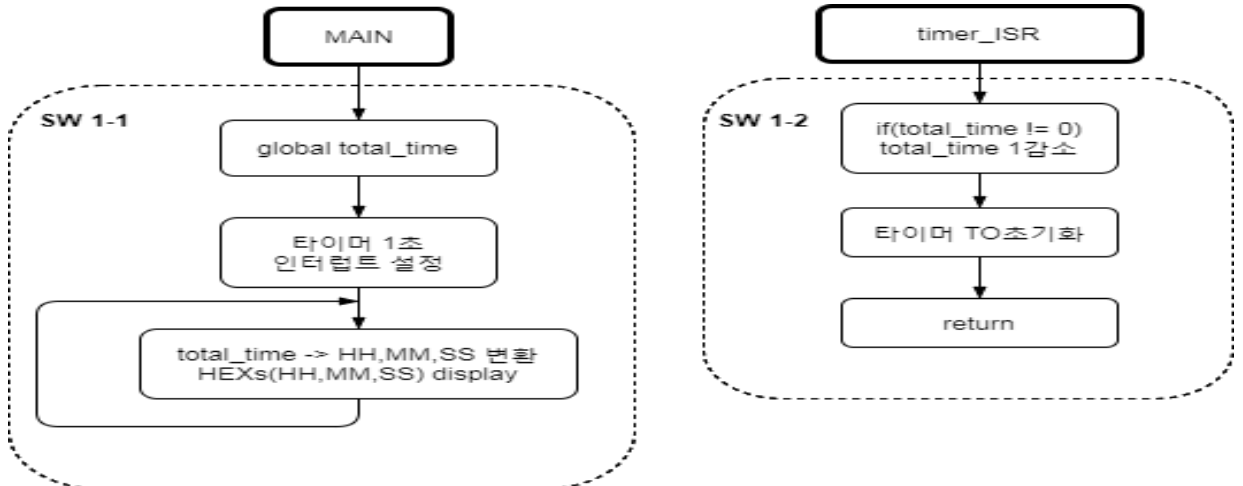 MAIN
SW 1-1
global total_time
타이머 1초
인터럽트 설정
total_time -> HH,MM,SS 변환
HEXs(HH,MM,SS) display
timer_ISR
SW 1-2
if(total_time != 0)
total_time 1감소
타이머 TO초기화
return